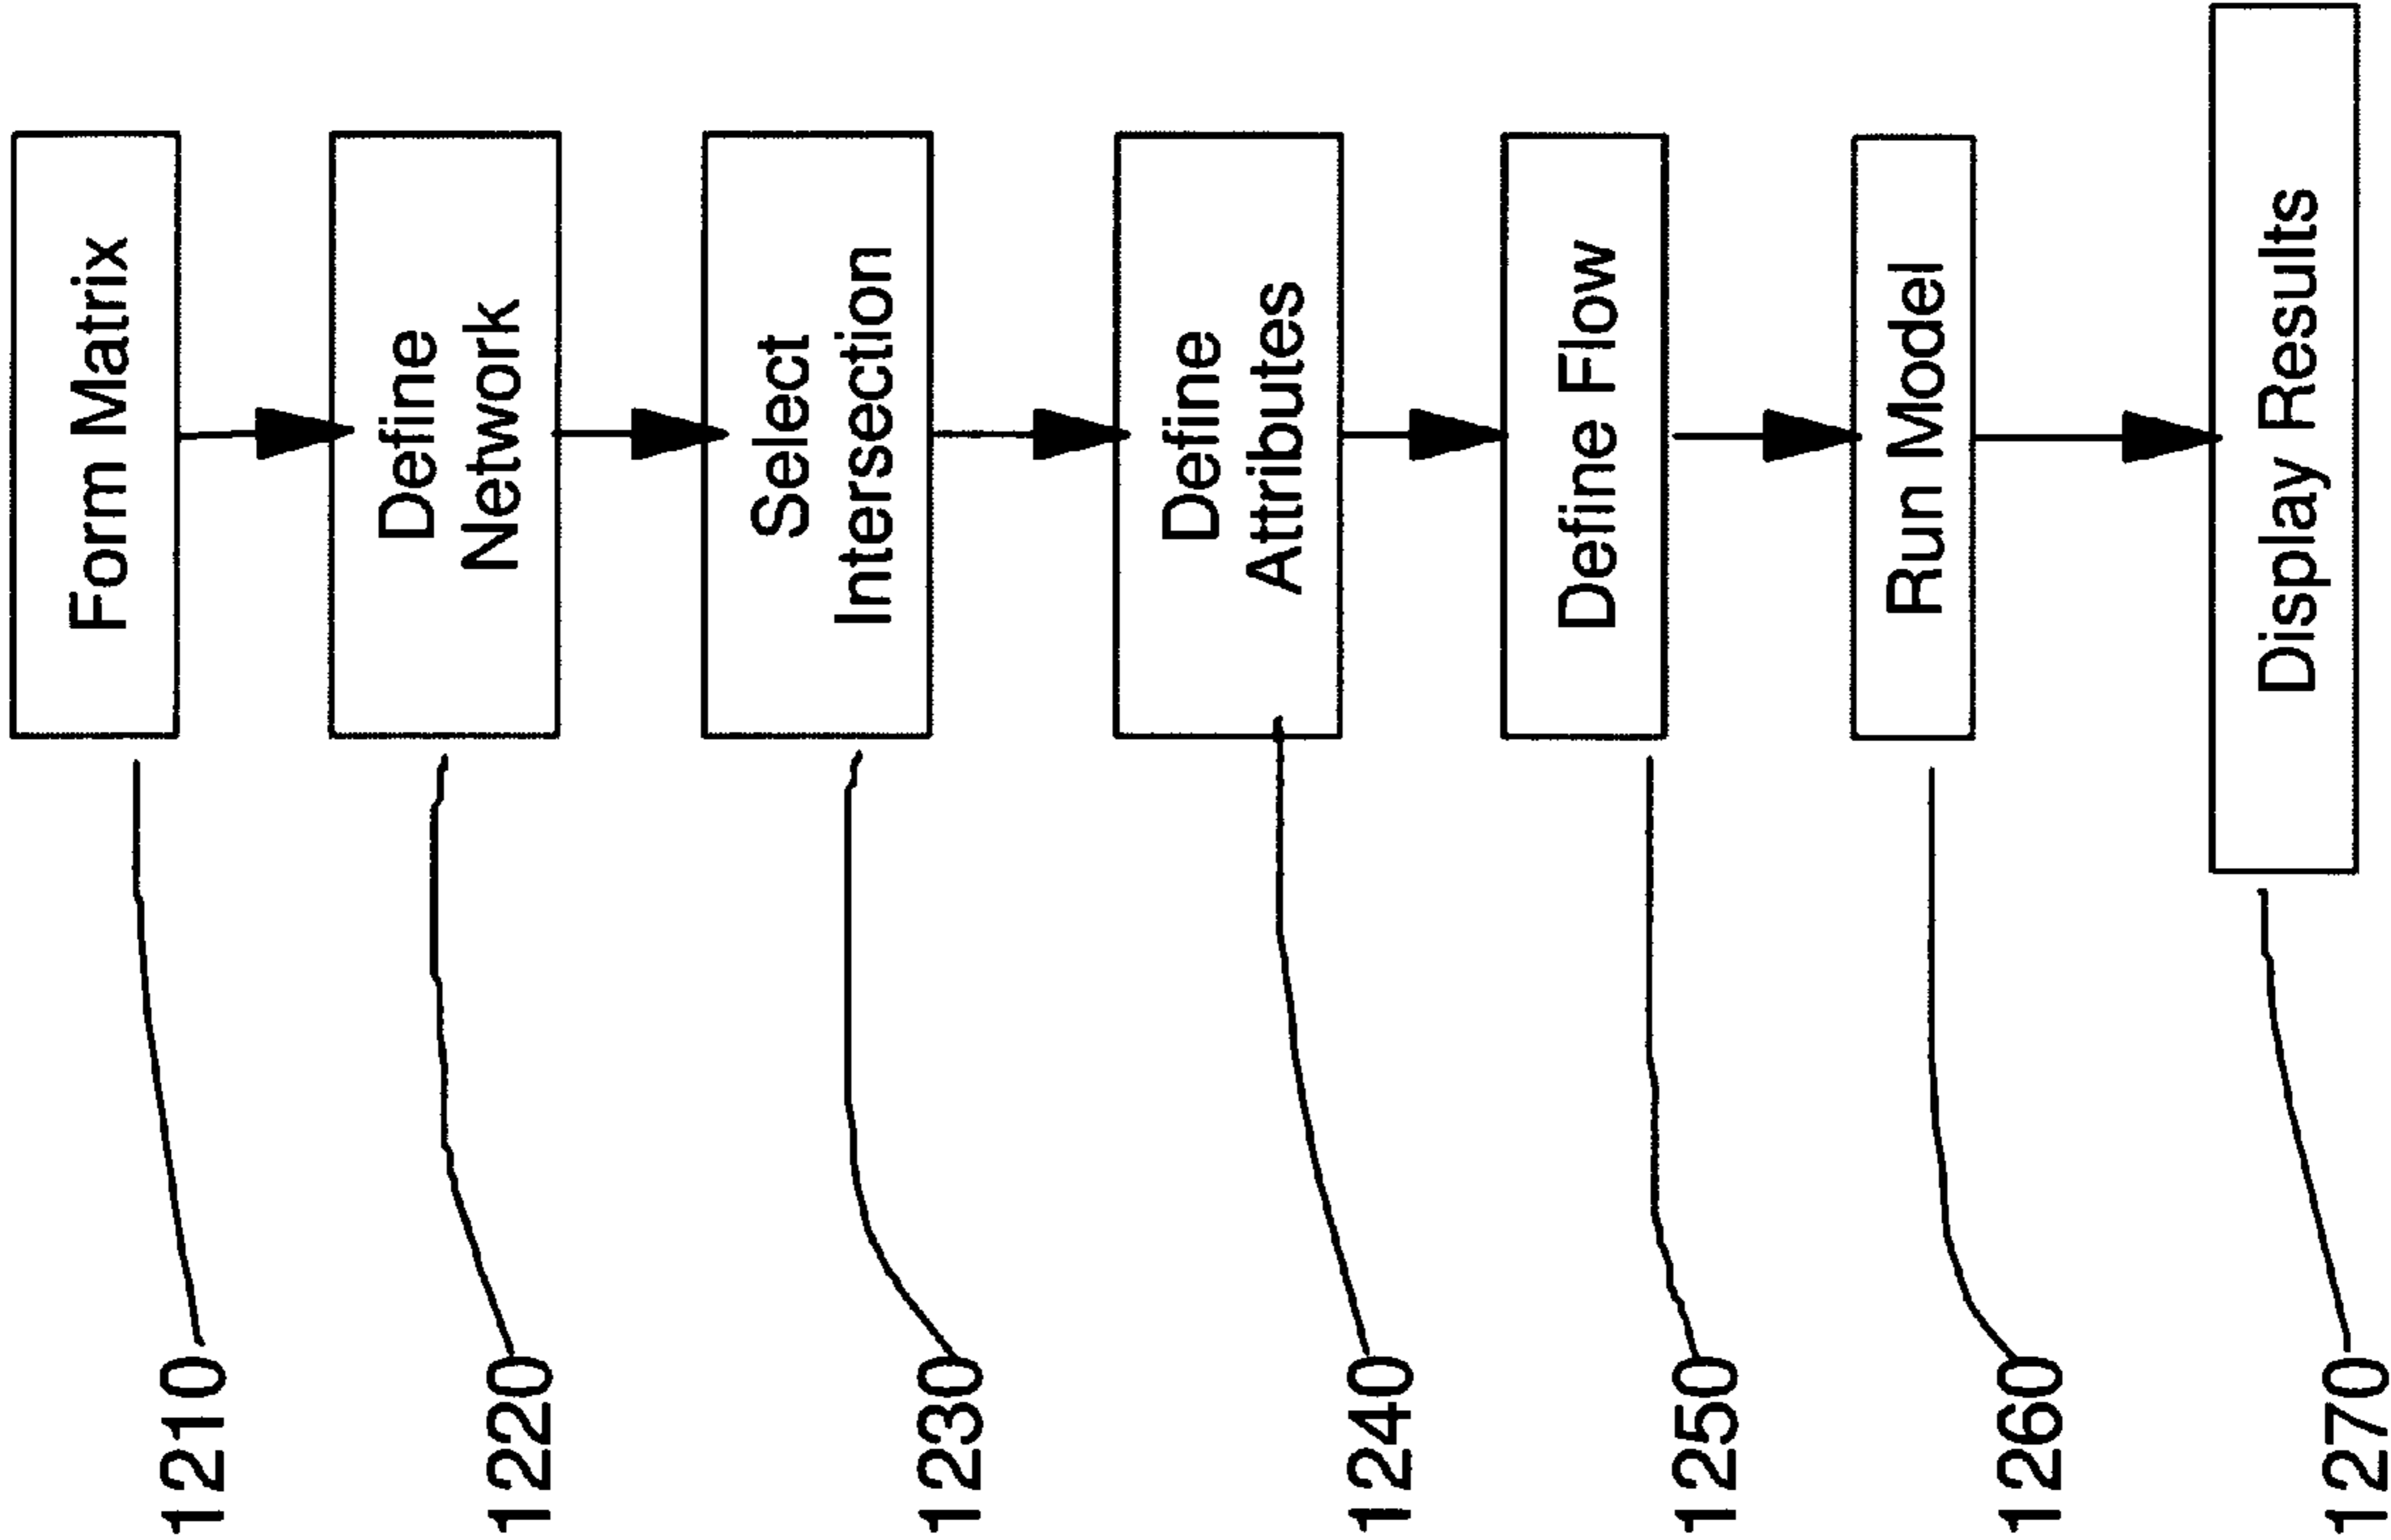 1210
Form Matrix
1220
Define
Network
1230
Select
Intersection
1240
Define
Attributes
1250
Define Flow
1260
Run Model
1270
Display Results